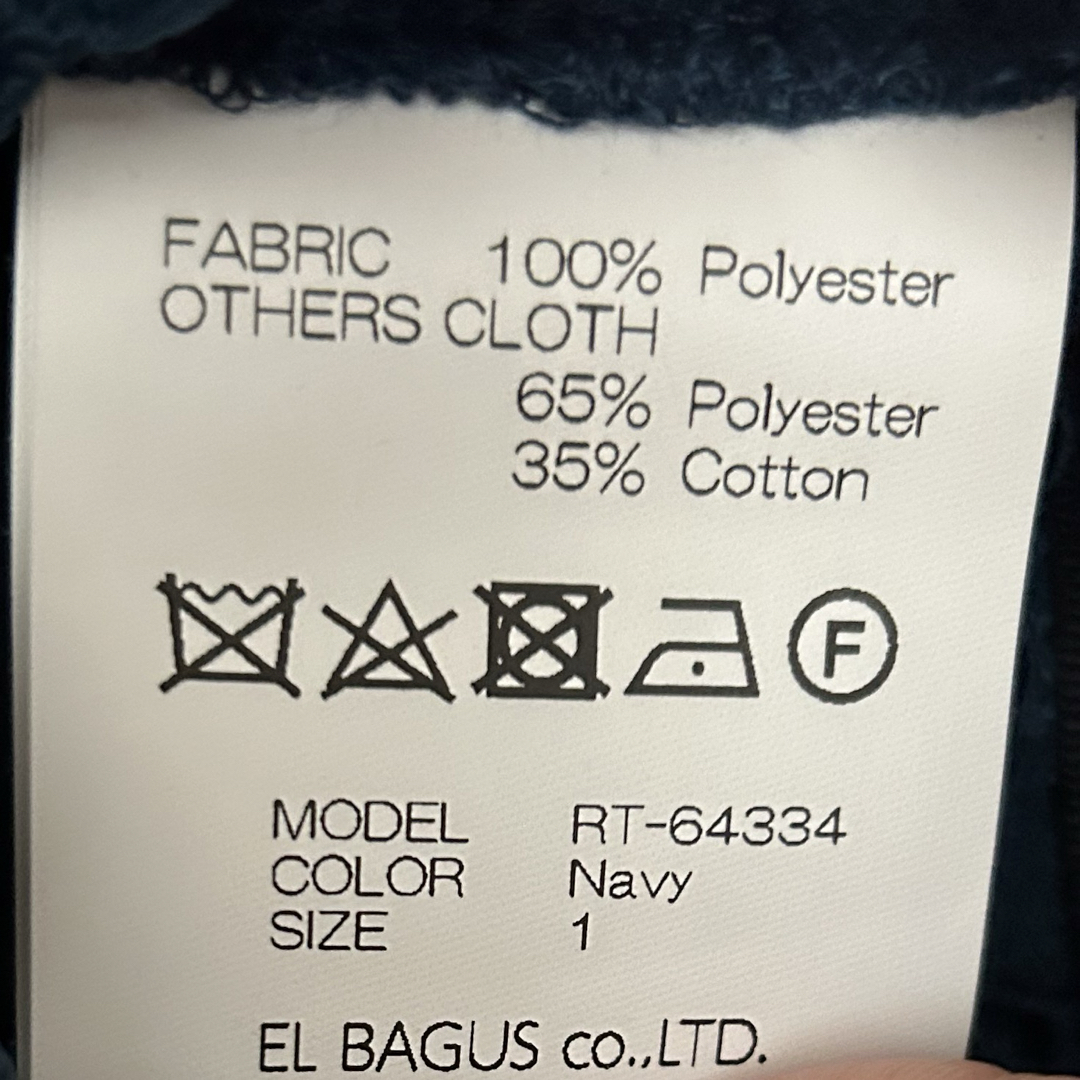 FABRIC 100% Polyester
OTHERS CLOTH
65% Polyester
35% Cotton
F
MODEL RT-64334
COLOR Navy
SIZE 1
EL BAGUS co.,LTD.